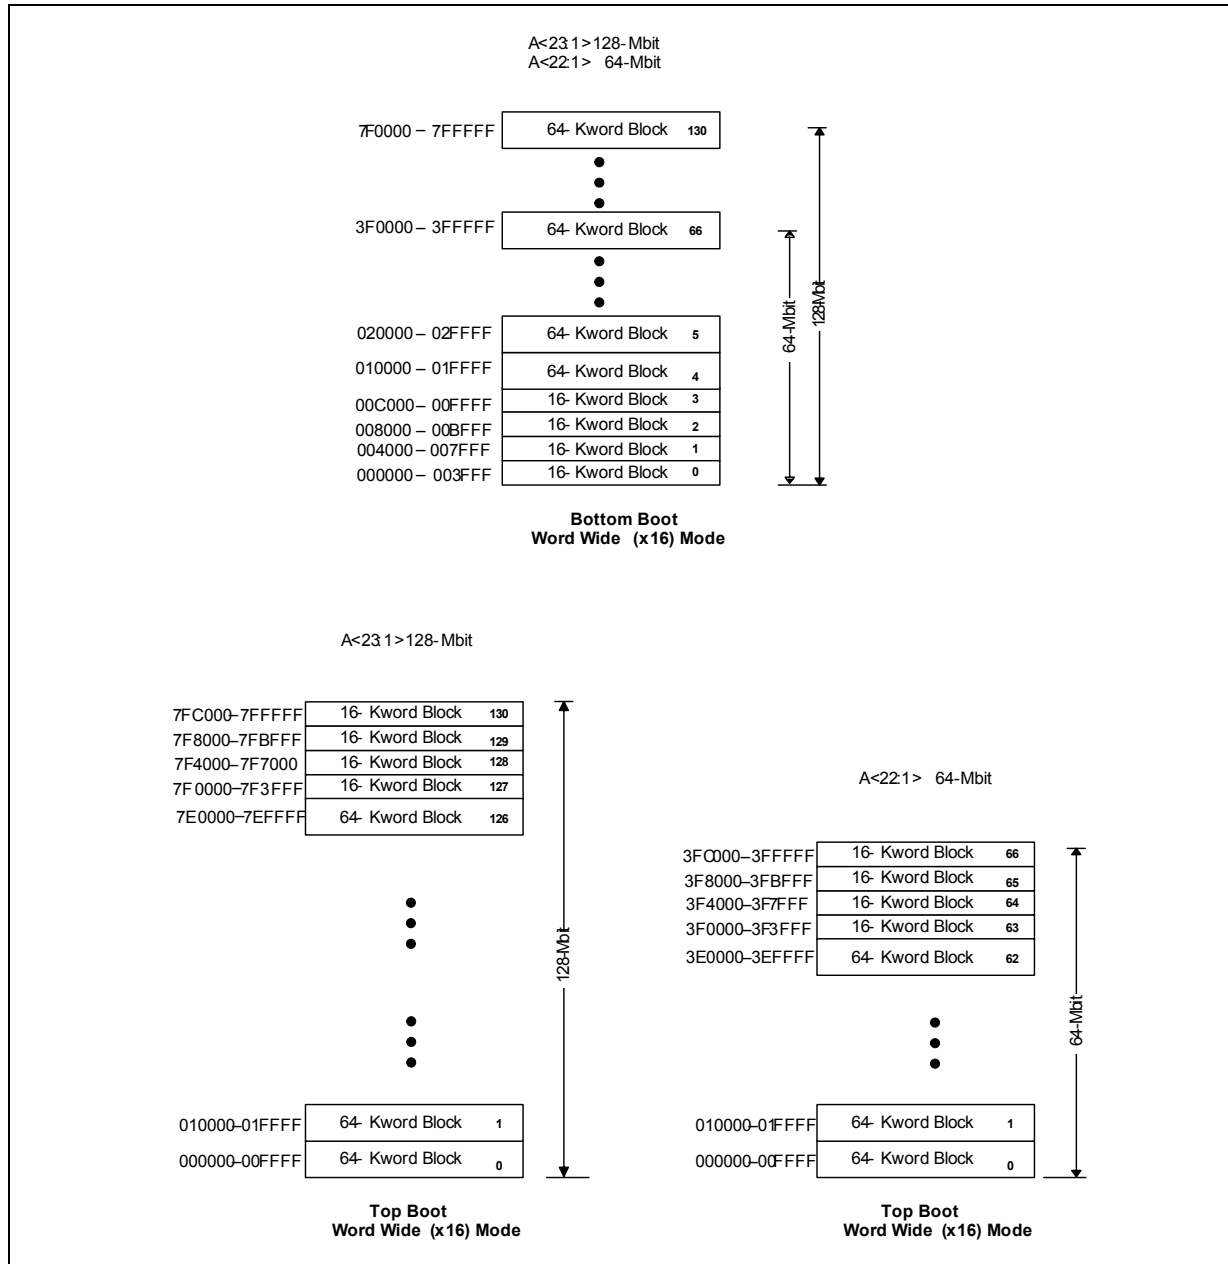 A<23:1>128-Mbit
A<22:1> 64-Mbit
7F0000 – 7FFFFF 64- Kword Block 130
3F0000 – 3FFFFF 64- Kword Block 66
020000 – 02FFFF 64- Kword Block 5
010000 – 01FFFF 64- Kword Block 4
00C000 – 00FFFF 16- Kword Block 3
008000 – 00BFFF 16- Kword Block 2
004000 – 007FFF 16- Kword Block 1
000000 – 003FFF 16- Kword Block 0
64-Mbit
128-Mbit
Bottom Boot
Word Wide (x16) Mode
A<23:1>128-Mbit
7FC000–7FFFFF 16- Kword Block 130
7F8000–7FBFFF 16- Kword Block 129
7F4000–7F7000 16- Kword Block 128
7F0000–7F3FFF 16- Kword Block 127
7E0000–7EFFFF 64- Kword Block 126
128-Mbit
010000–01FFFF 64- Kword Block 1
000000–00FFFF 64- Kword Block 0
Top Boot
Word Wide (x16) Mode
A<22:1> 64-Mbit
3FC000–3FFFFF 16- Kword Block 66
3F8000–3FBFFF 16- Kword Block 65
3F4000–3F7FFF 16- Kword Block 64
3F0000–3F3FFF 16- Kword Block 63
3E0000–3EFFFF 64- Kword Block 62
64-Mbit
010000–01FFFF 64- Kword Block 1
000000–00FFFF 64- Kword Block 0
Top Boot
Word Wide (x16) Mode